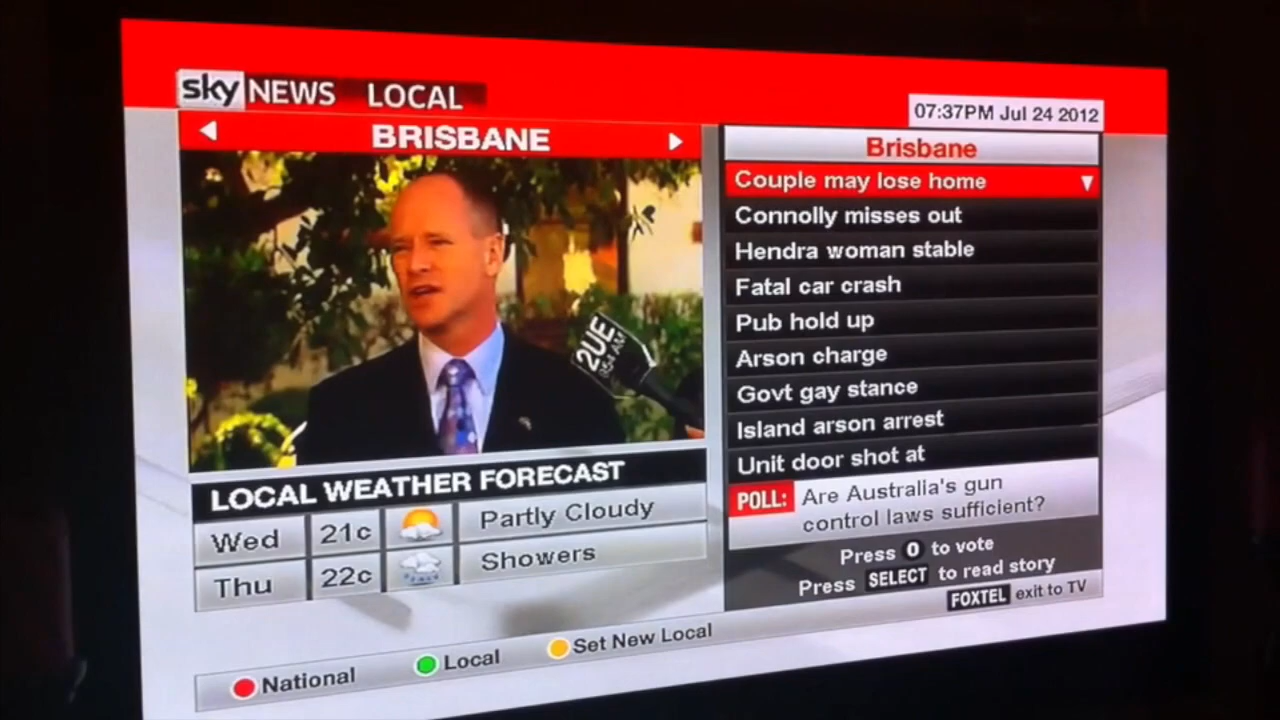 sky NEWS LOCAL
07:37PM Jul 24 2012
BRISBANE
2UE
954 AM
LOCAL WEATHER FORECAST
Wed 21c Partly Cloudy
Thu 22c Showers
Brisbane
Couple may lose home
Connolly misses out
Hendra woman stable
Fatal car crash
Pub hold up
Arson charge
Govt gay stance
Island arson arrest
Unit door shot at
POLL: Are Australia's gun
control laws sufficient?
Press 0 to vote
Press SELECT to read story
FOXTEL exit to TV
National Local Set New Local